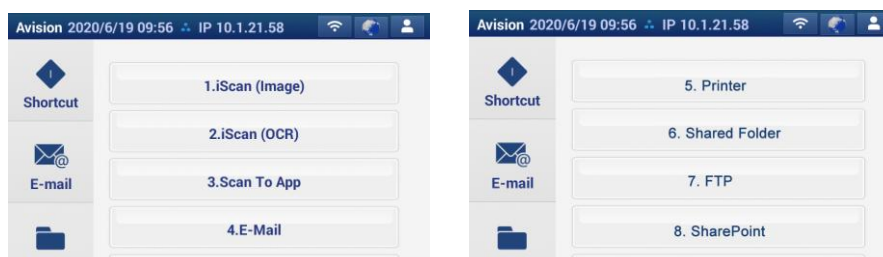 Avision 2020/6/19 09:56 IP 10.1.21.58
Shortcut
E-mail
1.iScan (Image)
2.iScan (OCR)
3.Scan To App
4.E-Mail
Avision 2020/6/19 09:56 IP 10.1.21.58
Shortcut
E-mail
5. Printer
6. Shared Folder
7. FTP
8. SharePoint